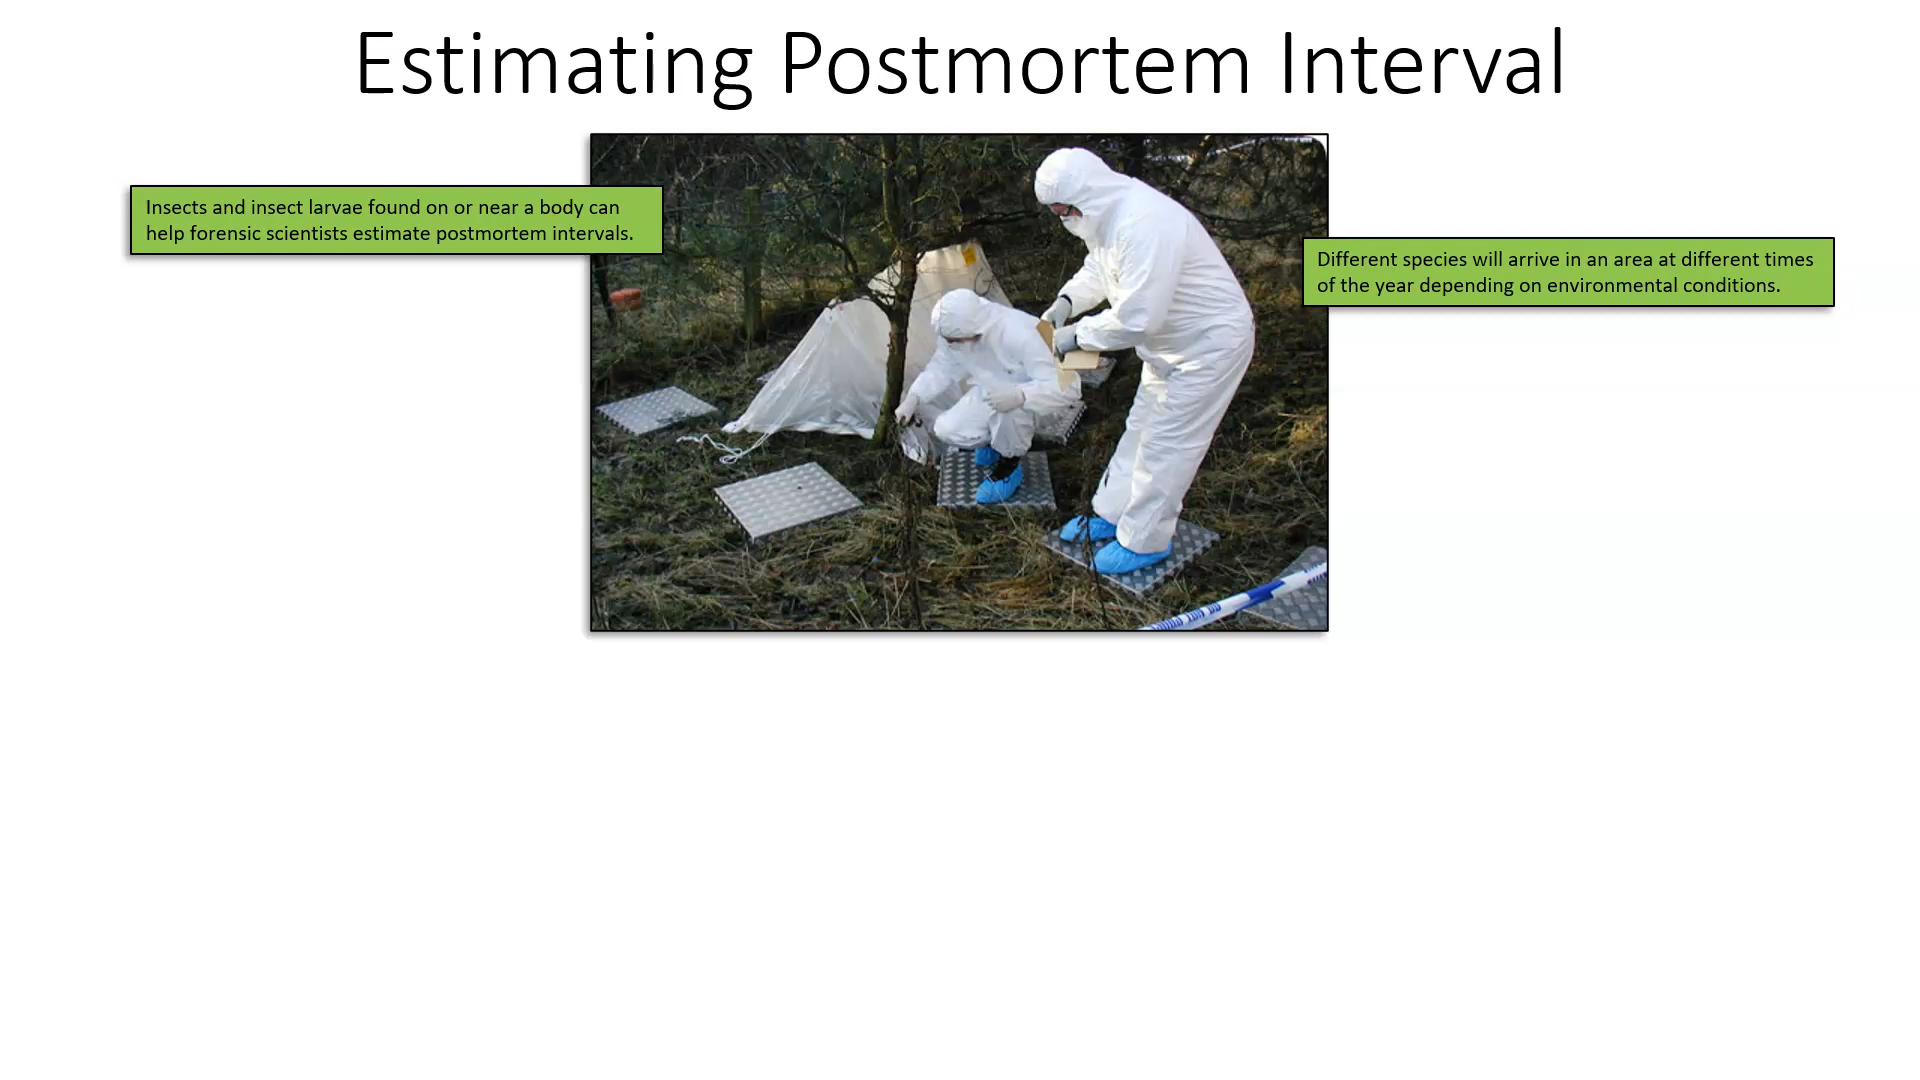 Estimating Postmortem Interval
Insects and insect larvae found on or near a body can
help forensic scientists estimate postmortem intervals.
Different species will arrive in an area at different times
of the year depending on environmental conditions.